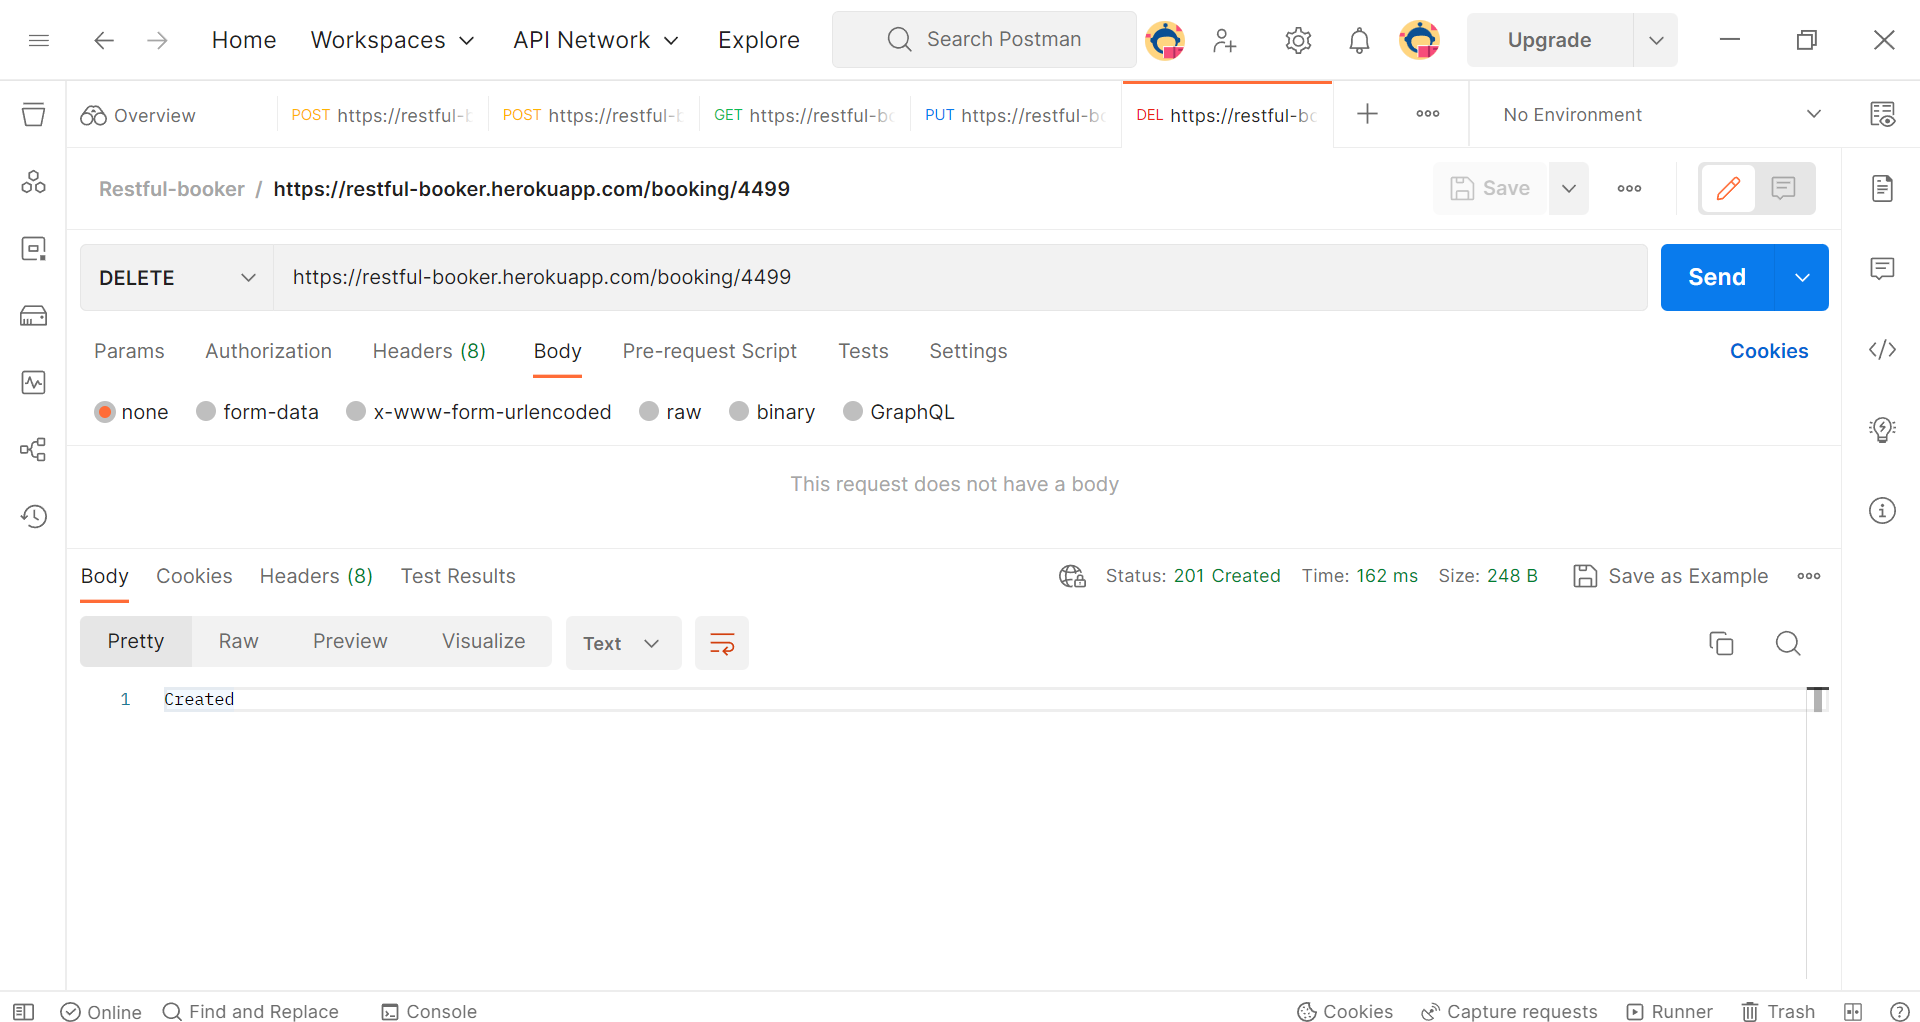 Home Workspaces API Network Explore Search Postman Upgrade
Overview POST https://restful-b POST https://restful-b GET https://restful-bo PUT https://restful-bo DEL https://restful-bo No Environment
Restful-booker / https://restful-booker.herokuapp.com/booking/4499 Save
DELETE https://restful-booker.herokuapp.com/booking/4499 Send
Params Authorization Headers (8) Body Pre-request Script Tests Settings Cookies
none form-data x-www-form-urlencoded raw binary GraphQL
This request does not have a body
Body Cookies Headers (8) Test Results Status: 201 Created Time: 162 ms Size: 248 B Save as Example
Pretty Raw Preview Visualize Text
1 Created
Online Find and Replace Console Cookies Capture requests Runner Trash